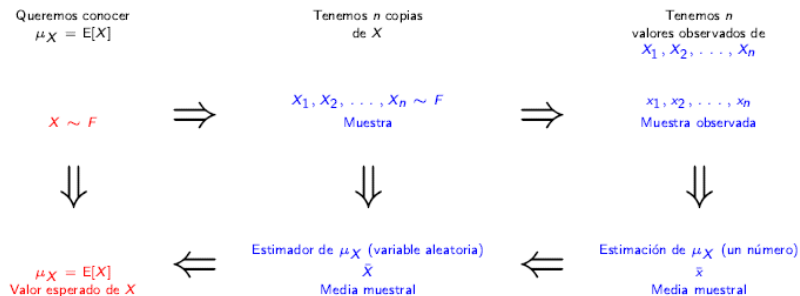 Queremos conocer
μX = E[X]
Tenemos n copias
de X
Tenemos n
valores observados de
X1, X2, . . . , Xn
X ∼ F
⇒
X1, X2, . . . , Xn ∼ F
Muestra
⇒
x1, x2, . . . , xn
Muestra observada
⇓
⇓
⇓
μX = E[X]
Valor esperado de X
⇐
Estimador de μX (variable aleatoria)
X̄
Media muestral
⇐
Estimación de μX (un número)
x̄
Media muestral